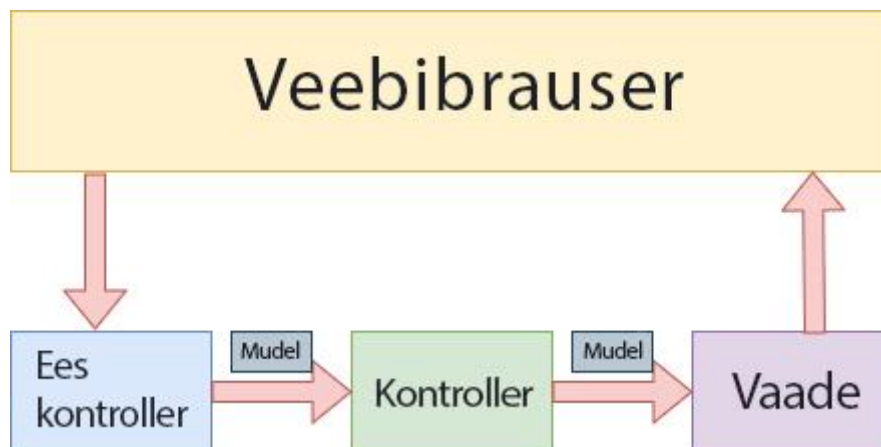 Veebibrauser
Ees
kontroller
Mudel
Kontroller
Mudel
Vaade